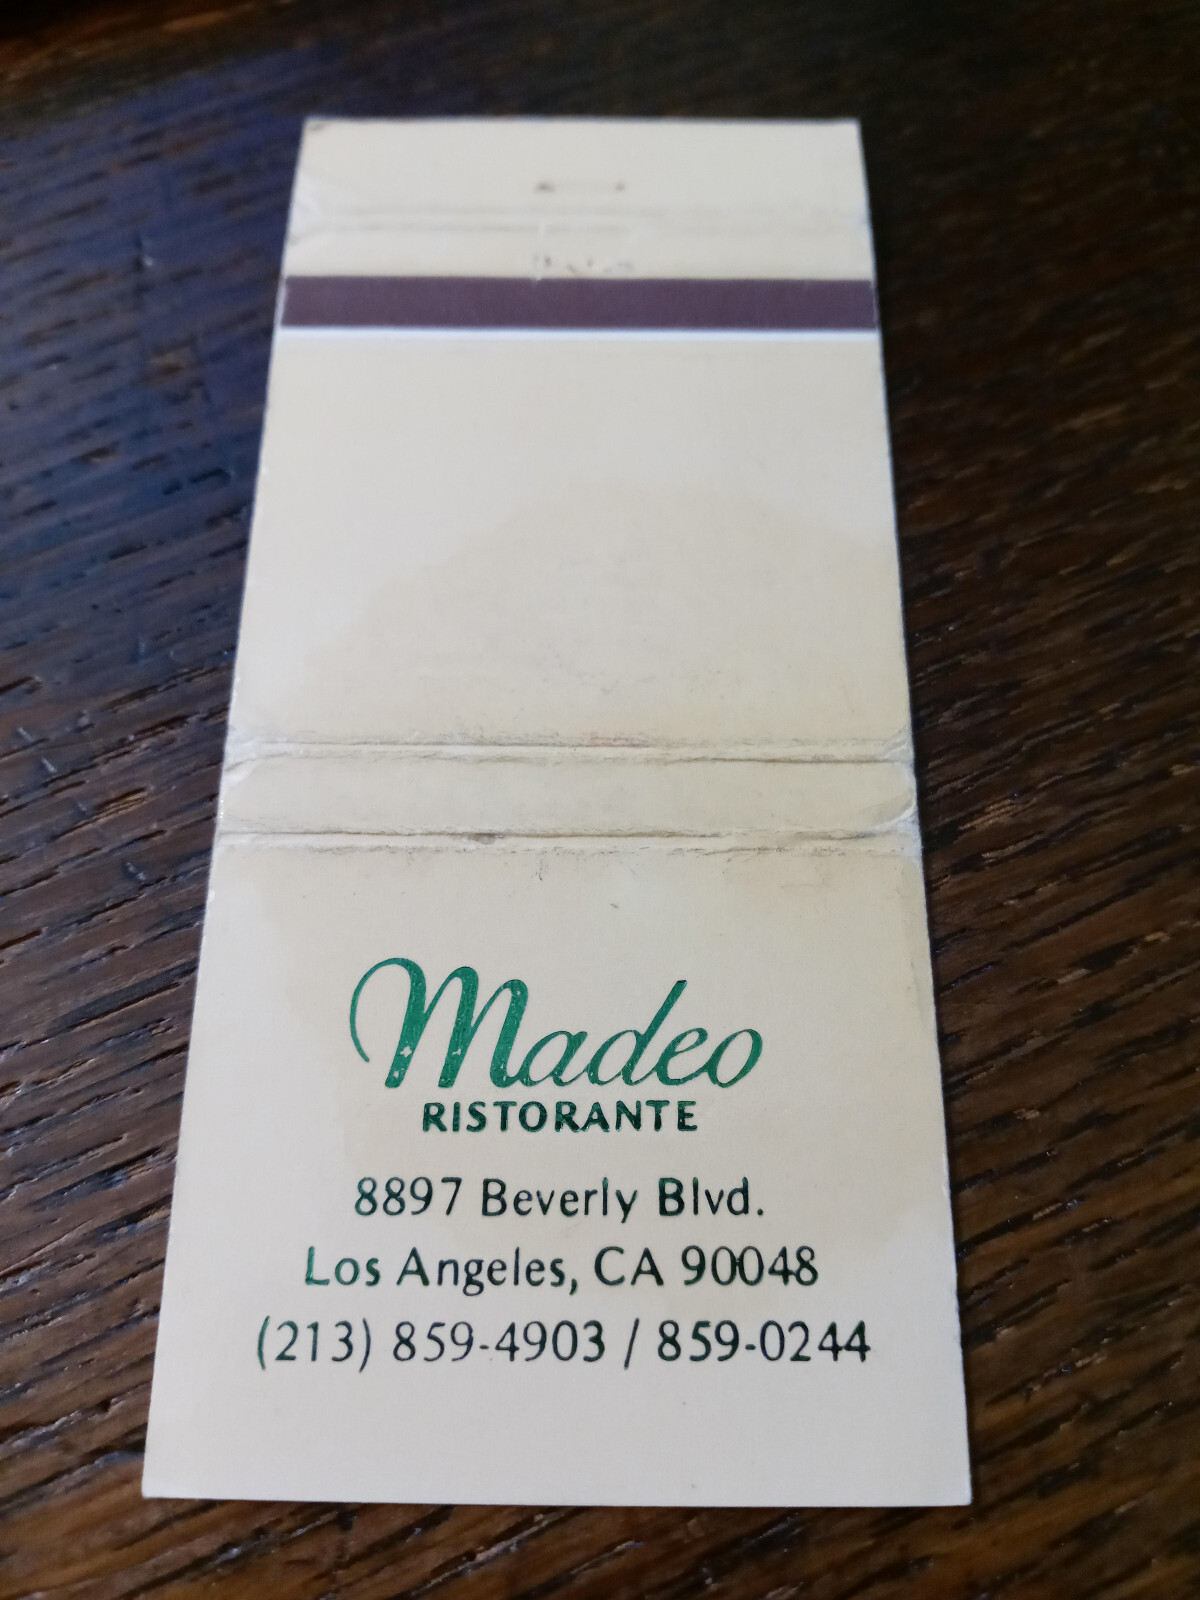 Madeo
RISTORANTE
8897 Beverly Blvd.
Los Angeles, CA 90048
(213) 859-4903 / 859-0244